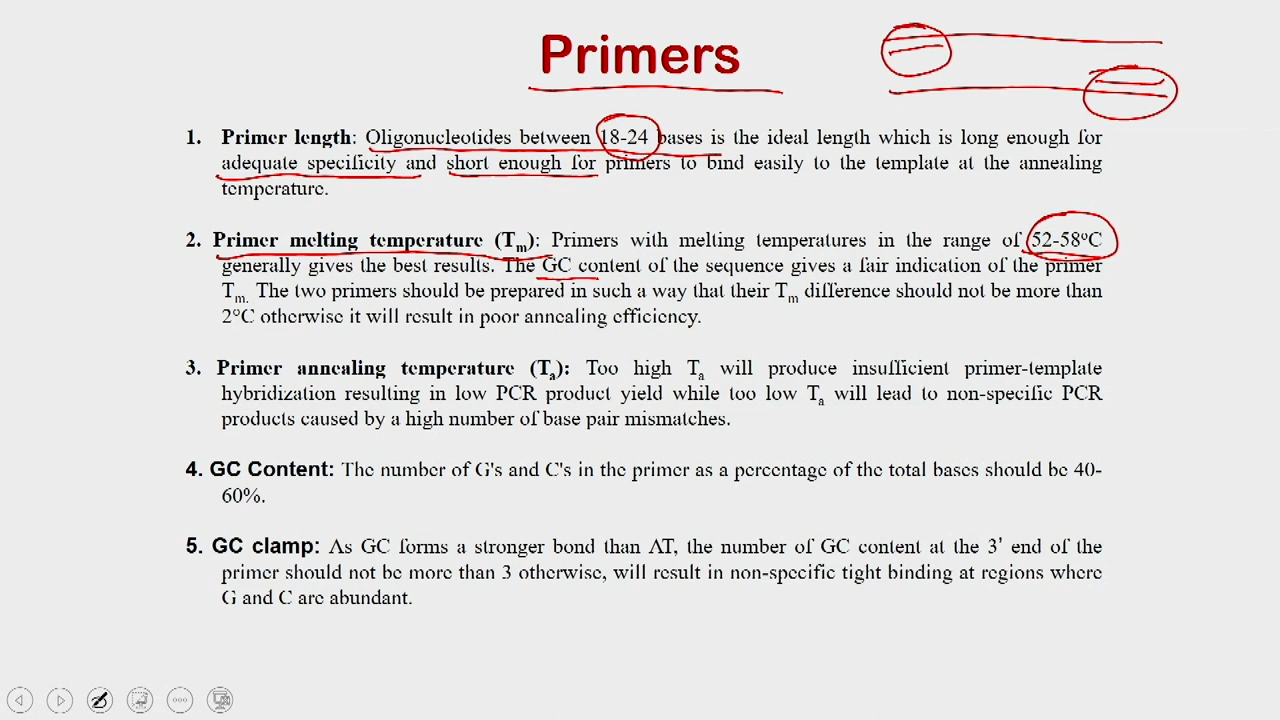 Primers
1. Primer length: Oligonucleotides between 18-24 bases is the ideal length which is long enough for
adequate specificity and short enough for primers to bind easily to the template at the annealing
temperature.
2. Primer melting temperature (Tm): Primers with melting temperatures in the range of 52-58ᵒC
generally gives the best results. The GC content of the sequence gives a fair indication of the primer
Tm. The two primers should be prepared in such a way that their Tm difference should not be more than
2°C otherwise it will result in poor annealing efficiency.
3. Primer annealing temperature (Ta): Too high Ta will produce insufficient primer-template
hybridization resulting in low PCR product yield while too low Ta will lead to non-specific PCR
products caused by a high number of base pair mismatches.
4. GC Content: The number of G's and C's in the primer as a percentage of the total bases should be 40-
60%.
5. GC clamp: As GC forms a stronger bond than AT, the number of GC content at the 3' end of the
primer should not be more than 3 otherwise, will result in non-specific tight binding at regions where
G and C are abundant.